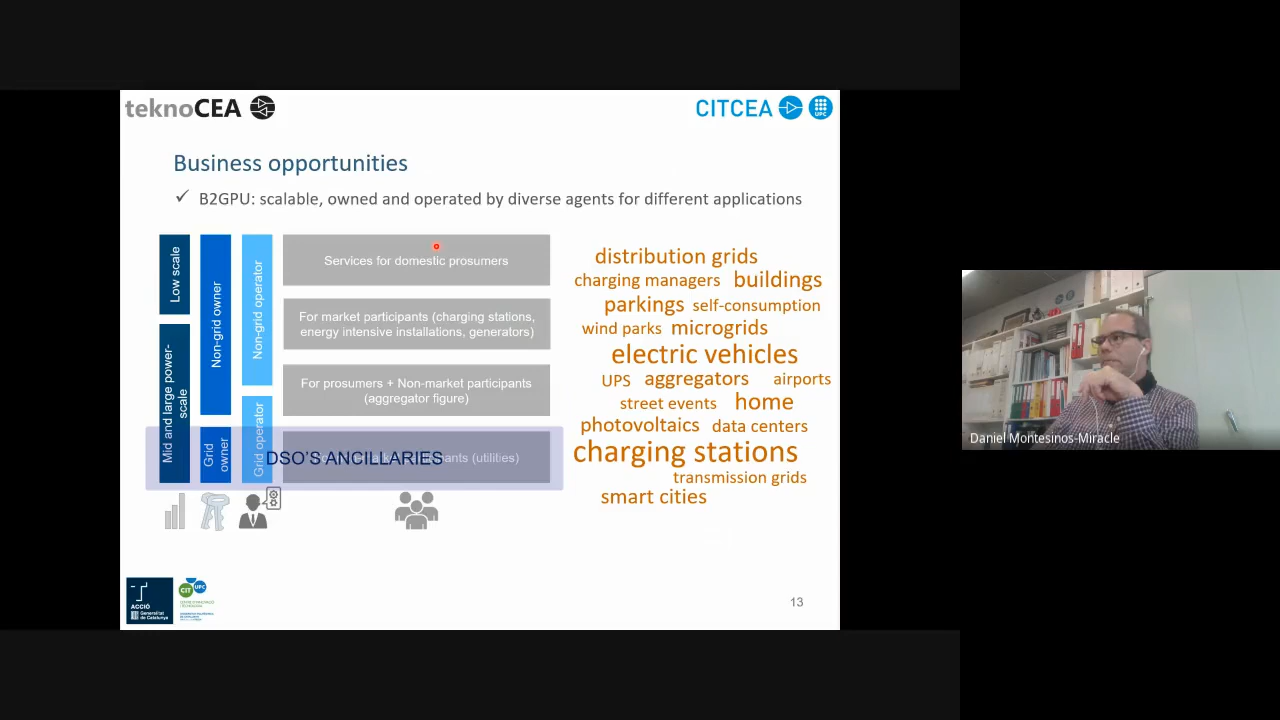 teknoCEA
CITCEA
UPC
Business opportunities
✓ B2GPU: scalable, owned and operated by diverse agents for different applications
Low scale
Mid and large power-
scale
Non-grid owner
Grid
owner
Non-grid operator
Grid operator
Services for domestic prosumers
For market participants (charging stations,
energy intensive installations, generators)
For prosumers + Non-market participants
(aggregator figure)
DSO'S ANCILLARIES
(utilities)
distribution grids
charging managers buildings
parkings self-consumption
wind parks microgrids
electric vehicles
UPS aggregators airports
street events home
photovoltaics data centers
charging stations
transmission grids
smart cities
ACCIÓ
Generalitat
de Catalunya
CIT
UPC
13
Daniel Montesinos-Miracle